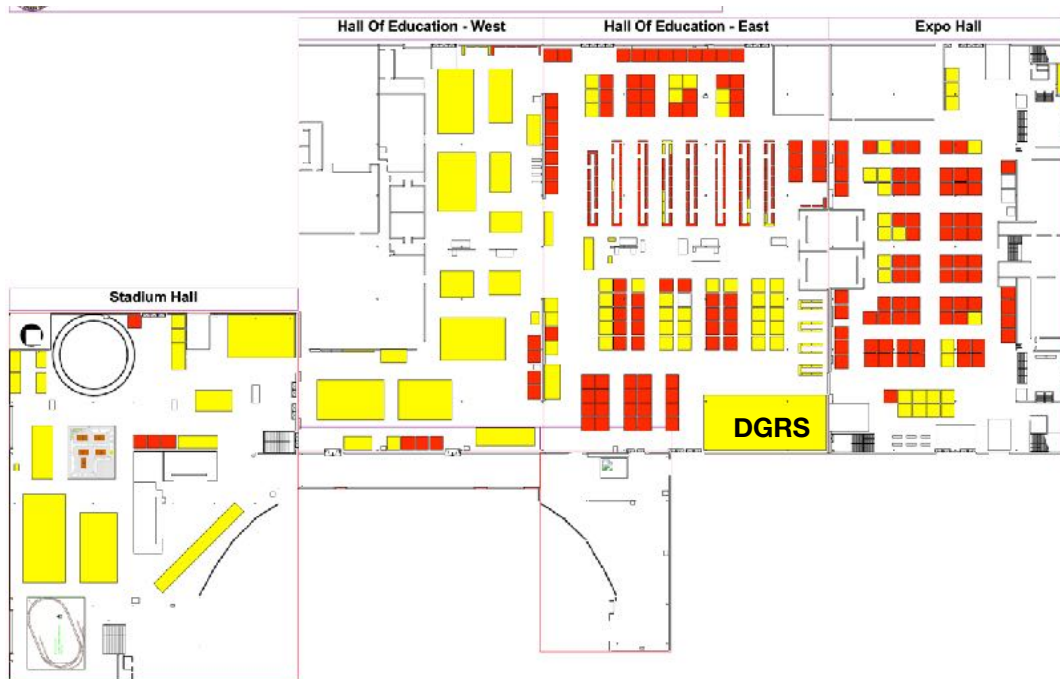 Hall Of Education - West
Hall Of Education - East
Expo Hall
Stadium Hall
DGRS